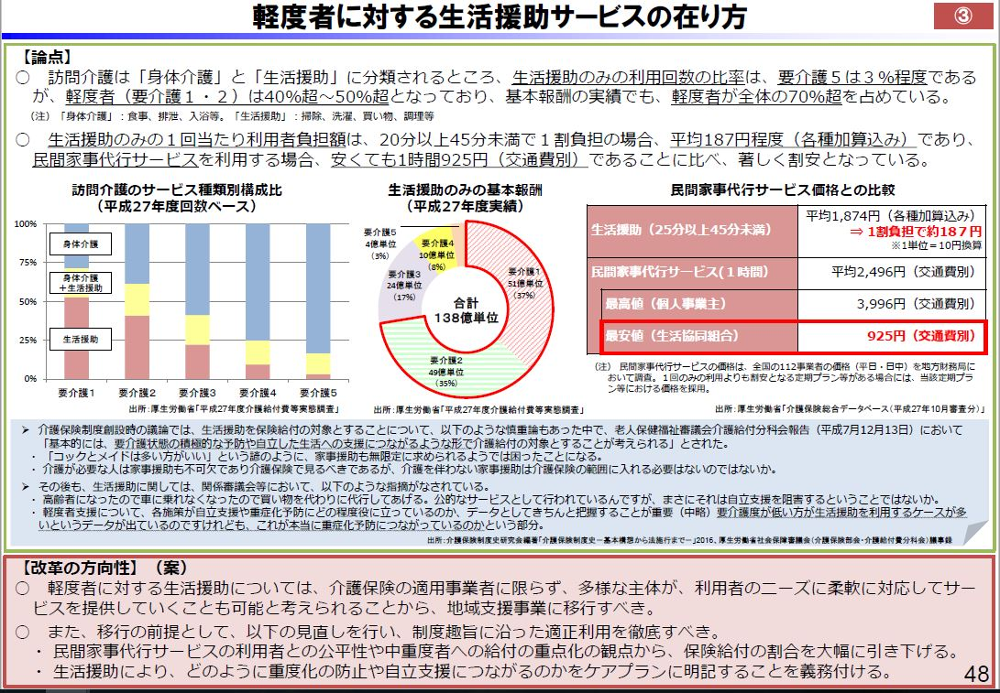 軽度者に対する生活援助サービスの在り方
③
【論点】
○　訪問介護は「身体介護」と「生活援助」に分類されるところ、生活援助のみの利用回数の比率は、要介護５は３％程度である
が、軽度者（要介護１・２）は40％超～50％超となっており、基本報酬の実績でも、軽度者が全体の70％超を占めている。
（注）「身体介護」：食事、排泄、入浴等。「生活援助」：掃除、洗濯、買い物、調理等
○　生活援助のみの１回当たり利用者負担額は、20分以上45分未満で１割負担の場合、平均187円程度（各種加算込み）であり、
民間家事代行サービスを利用する場合、安くても1時間925円（交通費別）であることに比べ、著しく割安となっている。
訪問介護のサービス種類別構成比
（平成27年度回数ベース）
100%
75%
50%
25%
0%
身体介護
身体介護
＋生活援助
生活援助
要介護１
要介護２
要介護３
要介護４
要介護５
出所：厚生労働省「平成27年度介護給付費等実態調査」
生活援助のみの基本報酬
（平成27年度実績）
要介護5
4億単位
(3%)
要介護4
10億単位
(8%)
要介護3
24億単位
(17%)
要介護1
51億単位
(37%)
合計
138億単位
要介護2
49億単位
(35%)
出所：厚生労働省「平成27年度介護給付費等実態調査」
民間家事代行サービス価格との比較
生活援助（25分以上45分未満）
平均1,874円（各種加算込み）
⇒ １割負担で約１８７円
※1単位＝10円換算
民間家事代行サービス(１時間）
平均2,496円（交通費別）
最高値（個人事業主）
3,996円（交通費別）
最安値（生活協同組合）
925円（交通費別）
（注） 民間家事代行サービスの価格は、全国の112事業者の価格（平日・日中）を地方財務局に
おいて調査。１回のみの利用よりも割安となる定期プラン等がある場合には、当該定期プラ
ン等における価格を採用。
出所：厚生労働省「介護保険総合データベース（平成27年10月審査分）」
➢ 介護保険制度創設時の議論では、生活援助を保険給付の対象とすることについて、以下のような慎重論もあった中で、老人保健福祉審議会介護給付分科会報告（平成7月12月13日）において
「基本的には、要介護状態の積極的な予防や自立した生活への支援につながるような形で介護給付の対象とすることが考えられる」とされた。
・ 「コックとメイドは多い方がいい」という諺のように、家事援助も無限定に求められるようでは困ったことになる。
・ 介護が必要な人は家事援助も不可欠であり介護保険で見るべきであるが、介護を伴わない家事援助は介護保険の範囲に入れる必要はないのではないか。
➢ その後も、生活援助に関しては、関係審議会等において、以下のような指摘がなされている。
・ 高齢者になったので車に乗れなくなったので買い物を代わりに代行してあげる。公的なサービスとして行われているんですが、まさにそれは自立支援を阻害するということではないか。
・ 軽度者支援について、各施策が自立支援や重症化予防にどの程度役に立っているのか、データとしてきちんと把握することが重要（中略）要介護度が低い方が生活援助を利用するケースが多
いというデータが出ているのですけれども、これが本当に重症化予防につながっているのかという部分。
出所：介護保険制度史研究会編著「介護保険制度史－基本構想から法施行まで－」2016、厚生労働省社会保障審議会（介護保険部会・介護給付費分科会）議事録
【改革の方向性】（案）
○　軽度者に対する生活援助については、介護保険の適用事業者に限らず、多様な主体が、利用者のニーズに柔軟に対応してサー
ビスを提供していくことも可能と考えられることから、地域支援事業に移行すべき。
○　また、移行の前提として、以下の見直しを行い、制度趣旨に沿った適正利用を徹底すべき。
・ 民間家事代行サービスの利用者との公平性や中重度者への給付の重点化の観点から、保険給付の割合を大幅に引き下げる。
・ 生活援助により、どのように重度化の防止や自立支援につながるのかをケアプランに明記することを義務付ける。
48